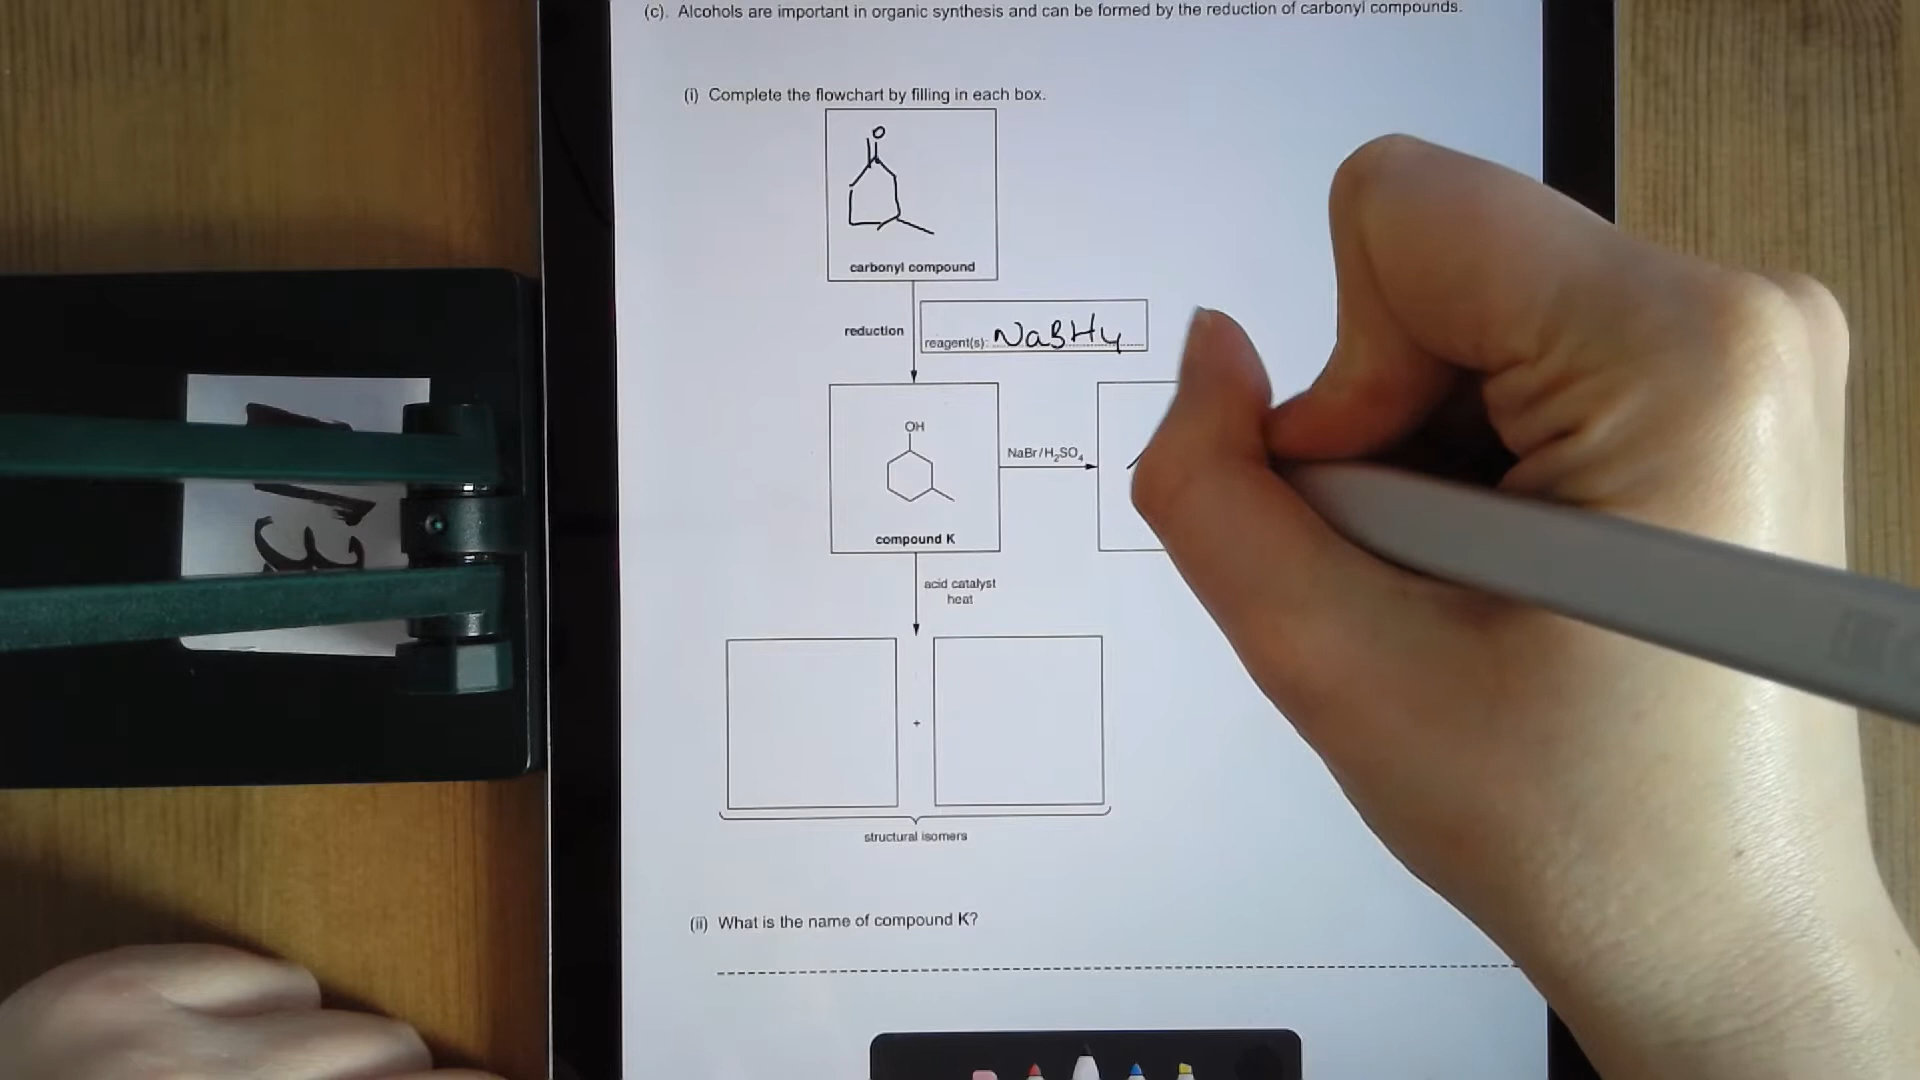 (c). Alcohols are important in organic synthesis and can be formed by the reduction of carbonyl compounds.
(i) Complete the flowchart by filling in each box.
O
carbonyl compound
reduction
reagent(s): NaBH4
OH
compound K
NaBr/H₂SO₄
acid catalyst
heat
+
structural isomers
(ii) What is the name of compound K?